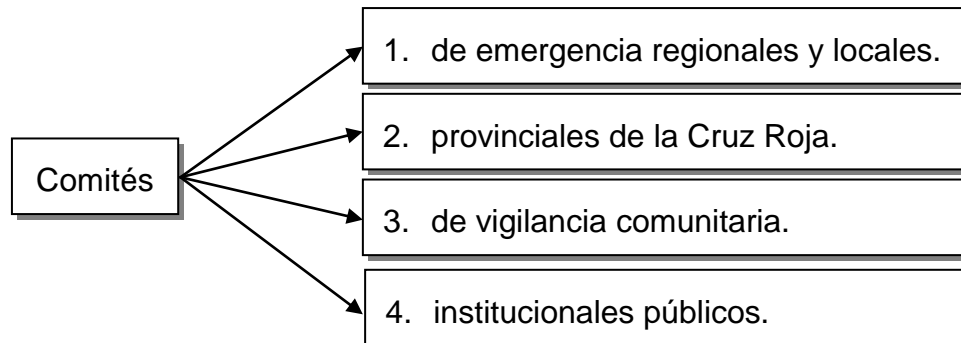 1. de emergencia regionales y locales.
2. provinciales de la Cruz Roja.
Comités
3. de vigilancia comunitaria.
4. institucionales públicos.